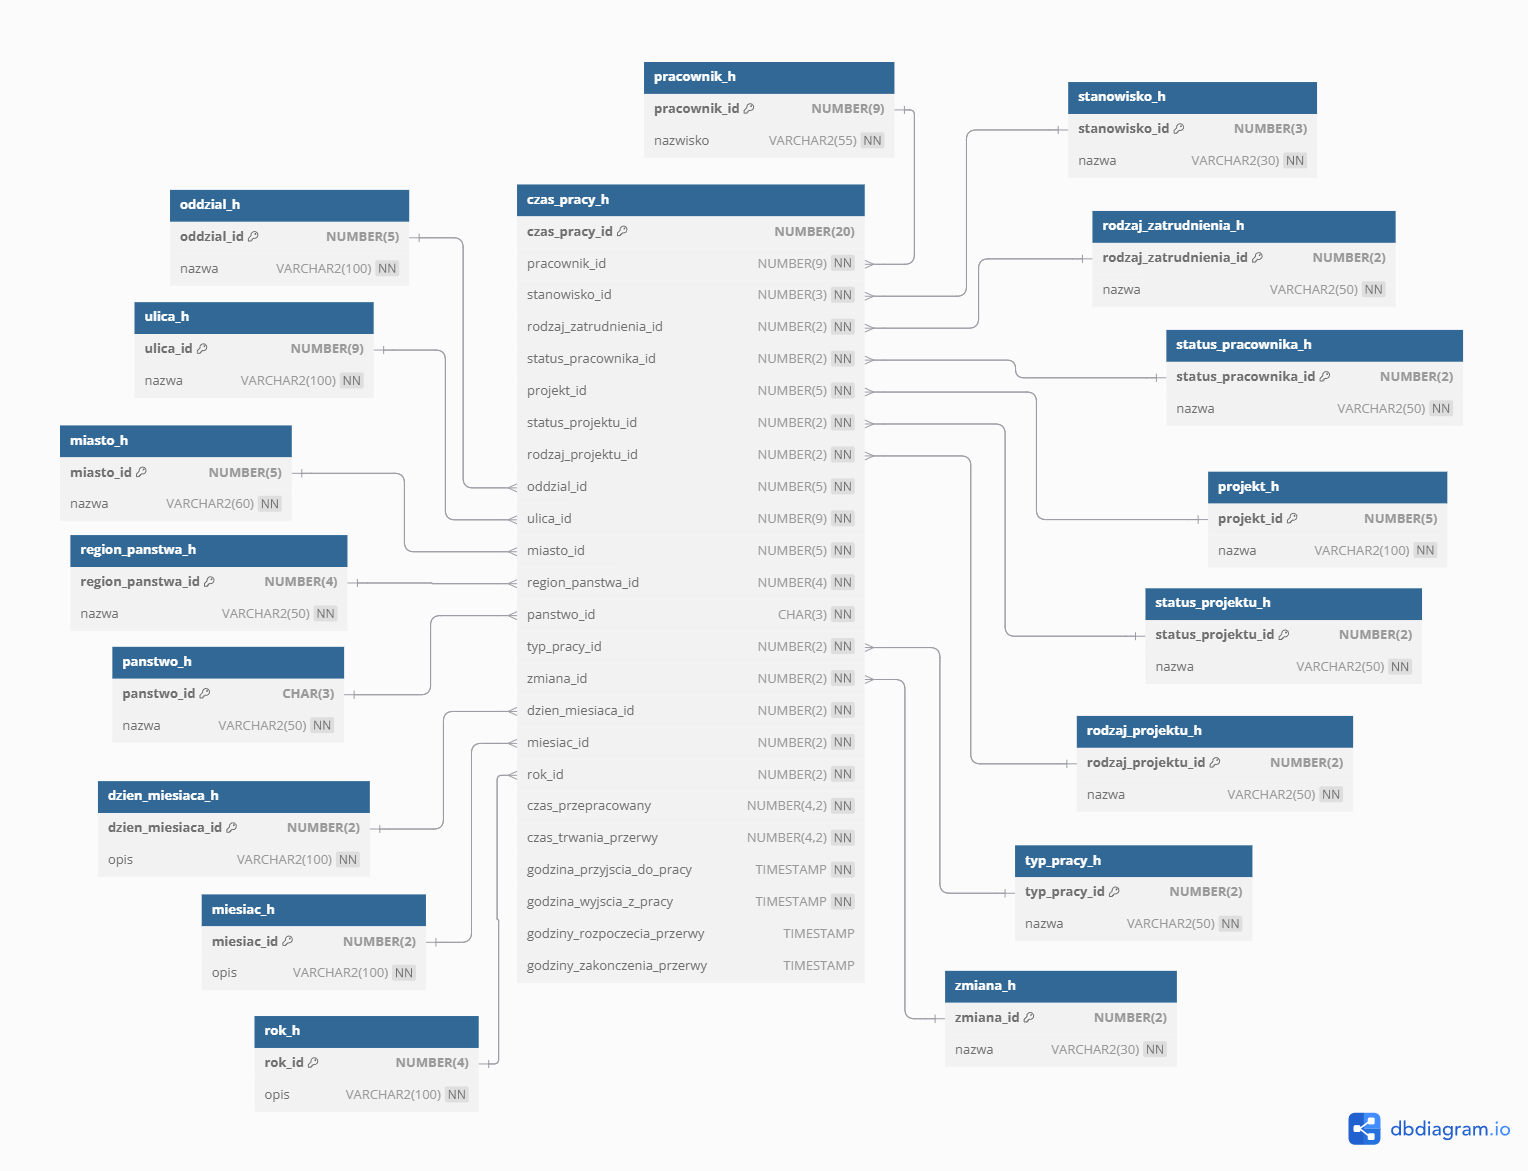 pracownik_h
pracownik_id NUMBER(9)
nazwisko VARCHAR2(55) NN
stanowisko_h
stanowisko_id NUMBER(3)
nazwa VARCHAR2(30) NN
oddzial_h
oddzial_id NUMBER(5)
nazwa VARCHAR2(100) NN
ulica_h
ulica_id NUMBER(9)
nazwa VARCHAR2(100) NN
miasto_h
miasto_id NUMBER(5)
nazwa VARCHAR2(60) NN
region_panstwa_h
region_panstwa_id NUMBER(4)
nazwa VARCHAR2(50) NN
panstwo_h
panstwo_id CHAR(3)
nazwa VARCHAR2(50) NN
dzien_miesiaca_h
dzien_miesiaca_id NUMBER(2)
opis VARCHAR2(100) NN
miesiac_h
miesiac_id NUMBER(2)
opis VARCHAR2(100) NN
rok_h
rok_id NUMBER(4)
opis VARCHAR2(100) NN
czas_pracy_h
czas_pracy_id NUMBER(20)
pracownik_id NUMBER(9) NN
stanowisko_id NUMBER(3) NN
rodzaj_zatrudnienia_id NUMBER(2) NN
status_pracownika_id NUMBER(2) NN
projekt_id NUMBER(5) NN
status_projektu_id NUMBER(2) NN
rodzaj_projektu_id NUMBER(2) NN
oddzial_id NUMBER(5) NN
ulica_id NUMBER(9) NN
miasto_id NUMBER(5) NN
region_panstwa_id NUMBER(4) NN
panstwo_id CHAR(3) NN
typ_pracy_id NUMBER(2) NN
zmiana_id NUMBER(2) NN
dzien_miesiaca_id NUMBER(2) NN
miesiac_id NUMBER(2) NN
rok_id NUMBER(2) NN
czas_przepracowany NUMBER(4,2) NN
czas_trwania_przerwy NUMBER(4,2) NN
godzina_przyjscia_do_pracy TIMESTAMP NN
godzina_wyjscia_z_pracy TIMESTAMP NN
godziny_rozpoczecia_przerwy TIMESTAMP
godziny_zakonczenia_przerwy TIMESTAMP
rodzaj_zatrudnienia_h
rodzaj_zatrudnienia_id NUMBER(2)
nazwa VARCHAR2(50) NN
status_pracownika_h
status_pracownika_id NUMBER(2)
nazwa VARCHAR2(50) NN
projekt_h
projekt_id NUMBER(5)
nazwa VARCHAR2(100) NN
status_projektu_h
status_projektu_id NUMBER(2)
nazwa VARCHAR2(50) NN
rodzaj_projektu_h
rodzaj_projektu_id NUMBER(2)
nazwa VARCHAR2(50) NN
typ_pracy_h
typ_pracy_id NUMBER(2)
nazwa VARCHAR2(50) NN
zmiana_h
zmiana_id NUMBER(2)
nazwa VARCHAR2(30) NN
dbdiagram.io